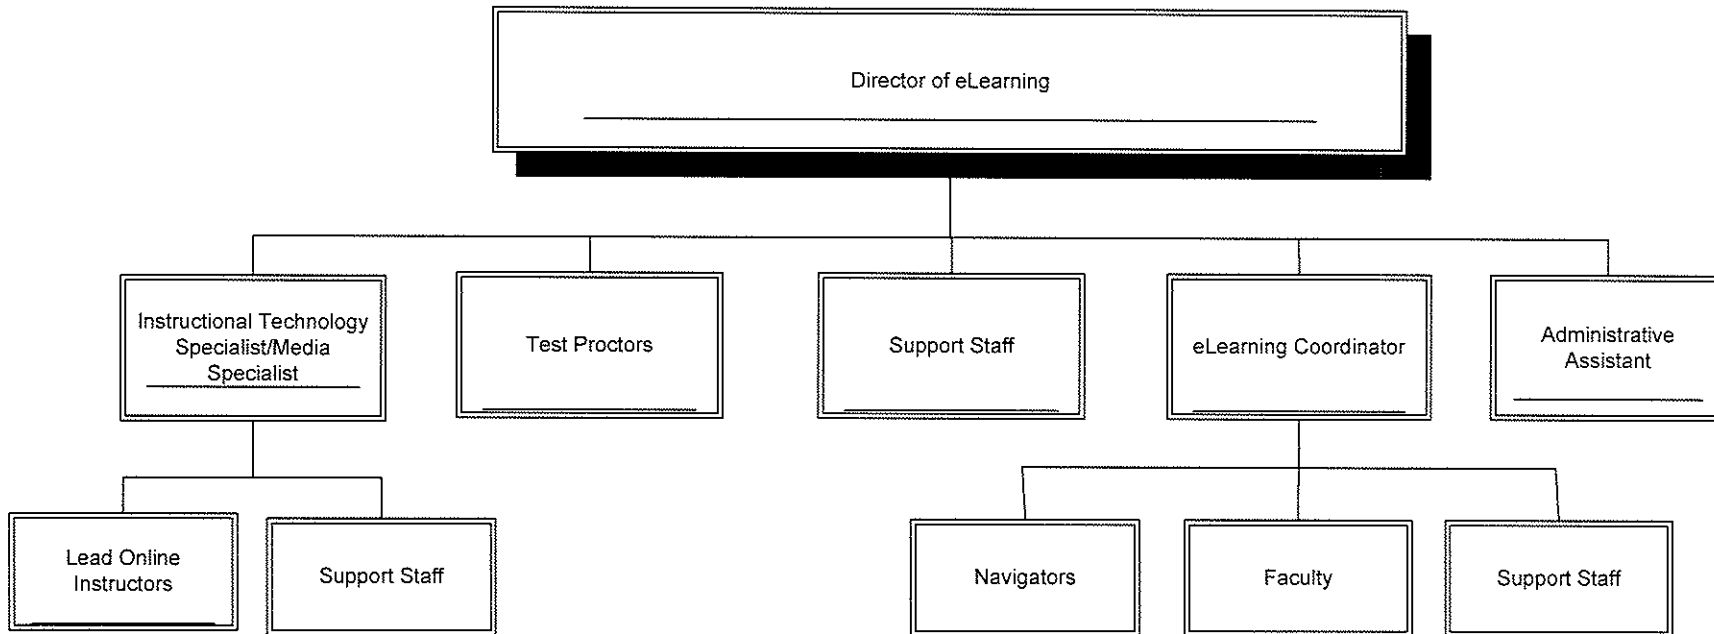 Director of eLearning
Instructional Technology
Specialist/Media
Specialist
Test Proctors
Support Staff
eLearning Coordinator
Administrative
Assistant
Lead Online
Instructors
Support Staff
Navigators
Faculty
Support Staff